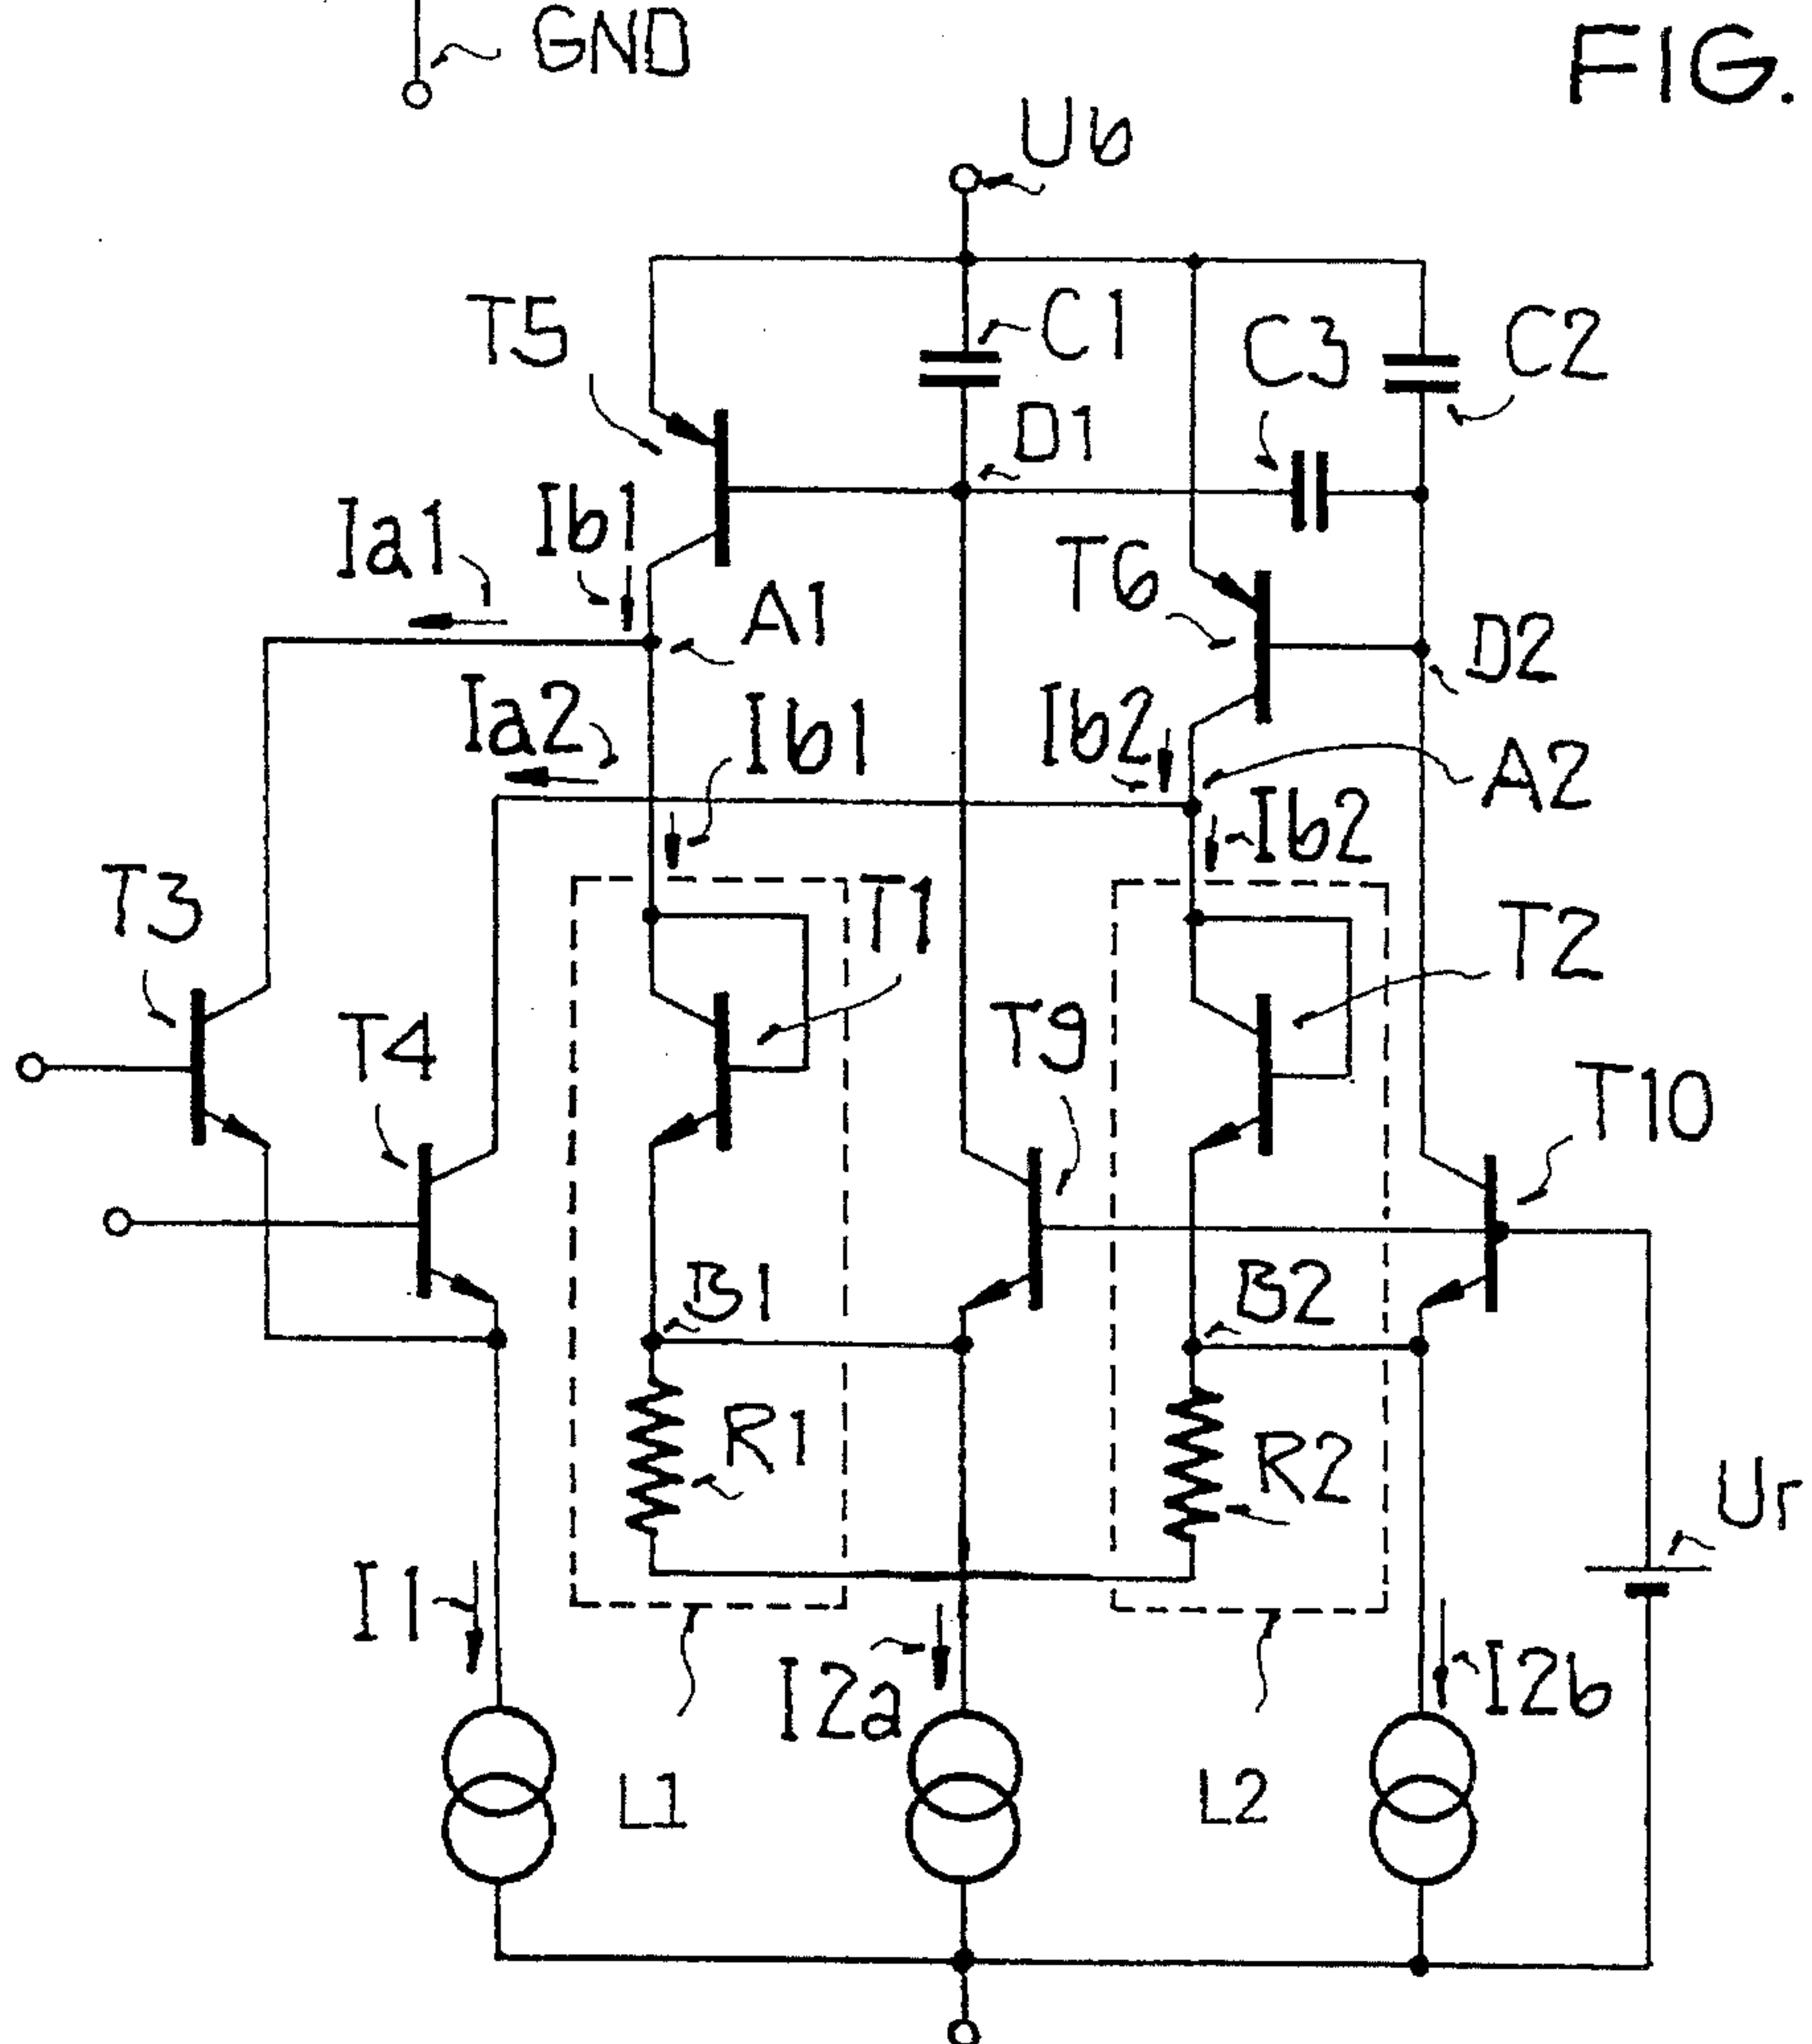 GND
FIG.
Ub
T5
C1
C3
C2
D1
Ia1
Ib1
T6
A1
D2
Ia2
Ib1
Ib2
A2
Ib2
T3
T1
T2
T4
T9
T10
B1
B2
R1
R2
Ur
I1
I2a
I2b
L1
L2